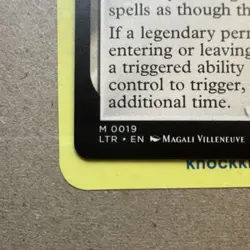 spells as though th
If a legendary perm
entering or leaving
a triggered ability
control to trigger,
additional time.
M 0019
LTR • EN MAGALI VILLENEUVE
knockk